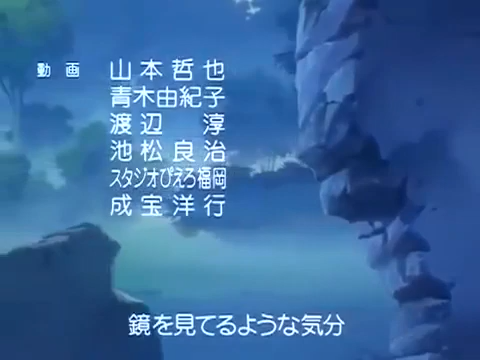 動画 山本哲也
青木由紀子
渡辺 淳
池松良治
スタジオぴえろ福岡
成宝洋行
鏡を見てるような気分